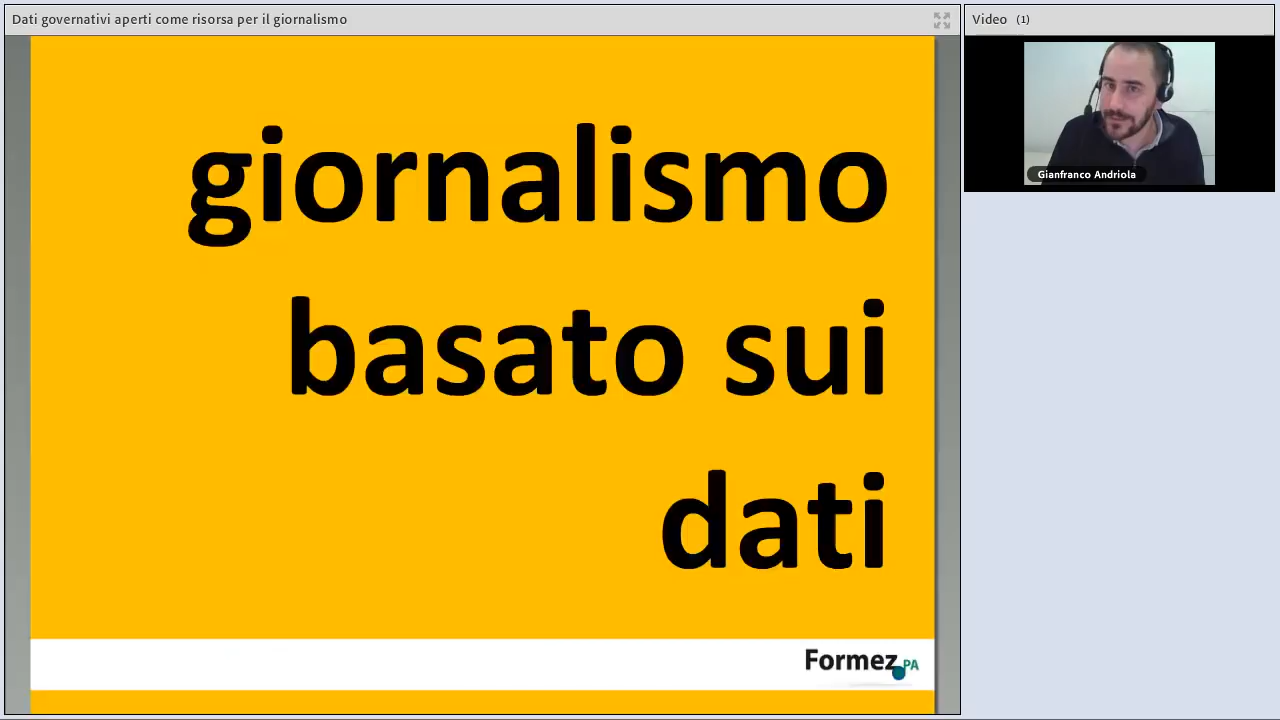 Dati governativi aperti come risorsa per il giornalismo
Video (1)
Gianfranco Andriola
giornalismo
basato sui
dati
Formez PA